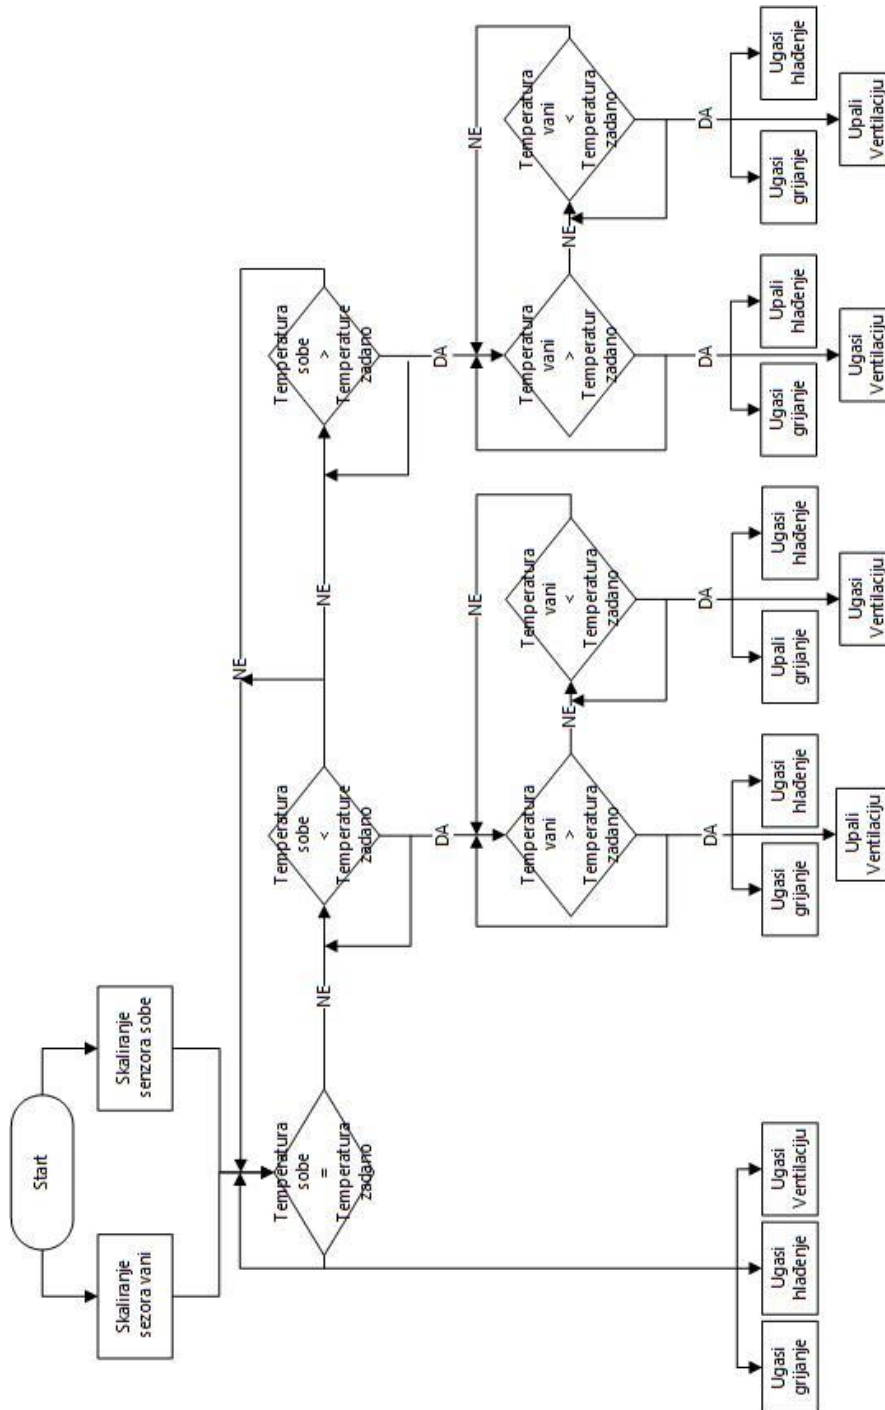 Start
Skaliranje
sezora vani
Skaliranje
senzora sobe
NE
Temperatura
sobe
=
Temperatura
zadano
NE
Temperatura
sobe
<
Temperature
zadano
NE
Temperatura
sobe
>
Temperature
zadano
DA
DA
NE
NE
Temperatura
vani
>
Temperatura
zadano
NE
Temperatura
vani
<
Temperatura
zadano
Temperatura
vani
>
Temperatur
zadano
NE
Temperatura
vani
<
Temperatura
zadano
DA
DA
DA
DA
Ugasi
grijanje
Ugasi
hlađenje
Ugasi
Ventilaciju
Ugasi
grijanje
Ugasi
hlađenje
Upali
grijanje
Ugasi
hlađenje
Ugasi
grijanje
Upali
hlađenje
Ugasi
grijanje
Ugasi
hlađenje
Upali
Ventilaciju
Ugasi
Ventilaciju
Ugasi
Ventilaciju
Upali
Ventilaciju